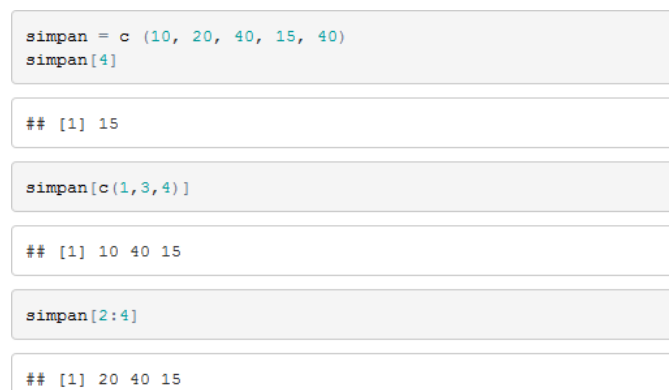 simpan = c (10, 20, 40, 15, 40)
simpan[4]
## [1] 15
simpan[c(1,3,4)]
## [1] 10 40 15
simpan[2:4]
## [1] 20 40 15